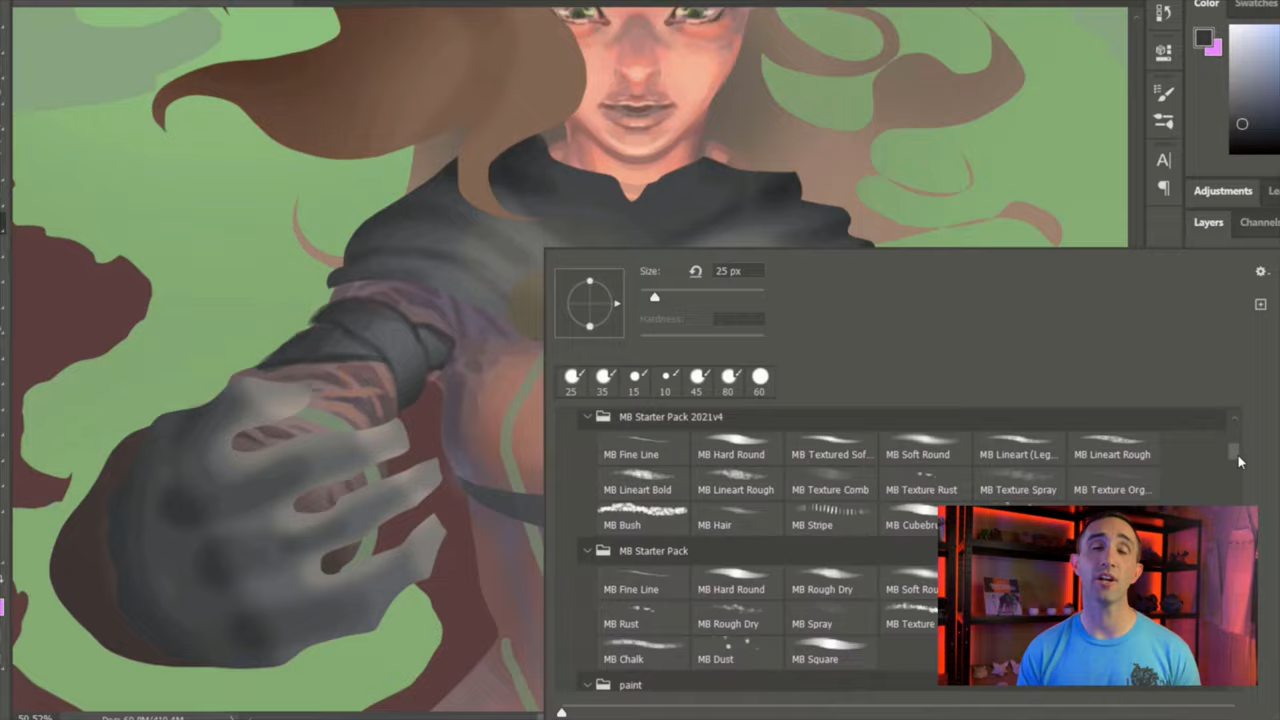 Color Swatches
A|
Adjustments Le
Layers Channels
Size: 25 px
Hardness:
25 35 15 10 45 80 60
MB Starter Pack 2021v4
MB Fine Line MB Hard Round MB Textured Sof... MB Soft Round MB Lineart (Leg... MB Lineart Rough
MB Lineart Bold MB Lineart Rough MB Texture Comb MB Texture Rust MB Texture Spray MB Texture Org...
MB Bush MB Hair MB Stripe MB Cubebru
MB Starter Pack
MB Fine Line MB Hard Round MB Rough Dry MB Soft Rou
MB Rust MB Rough Dry MB Spray MB Texture
MB Chalk MB Dust MB Square
paint